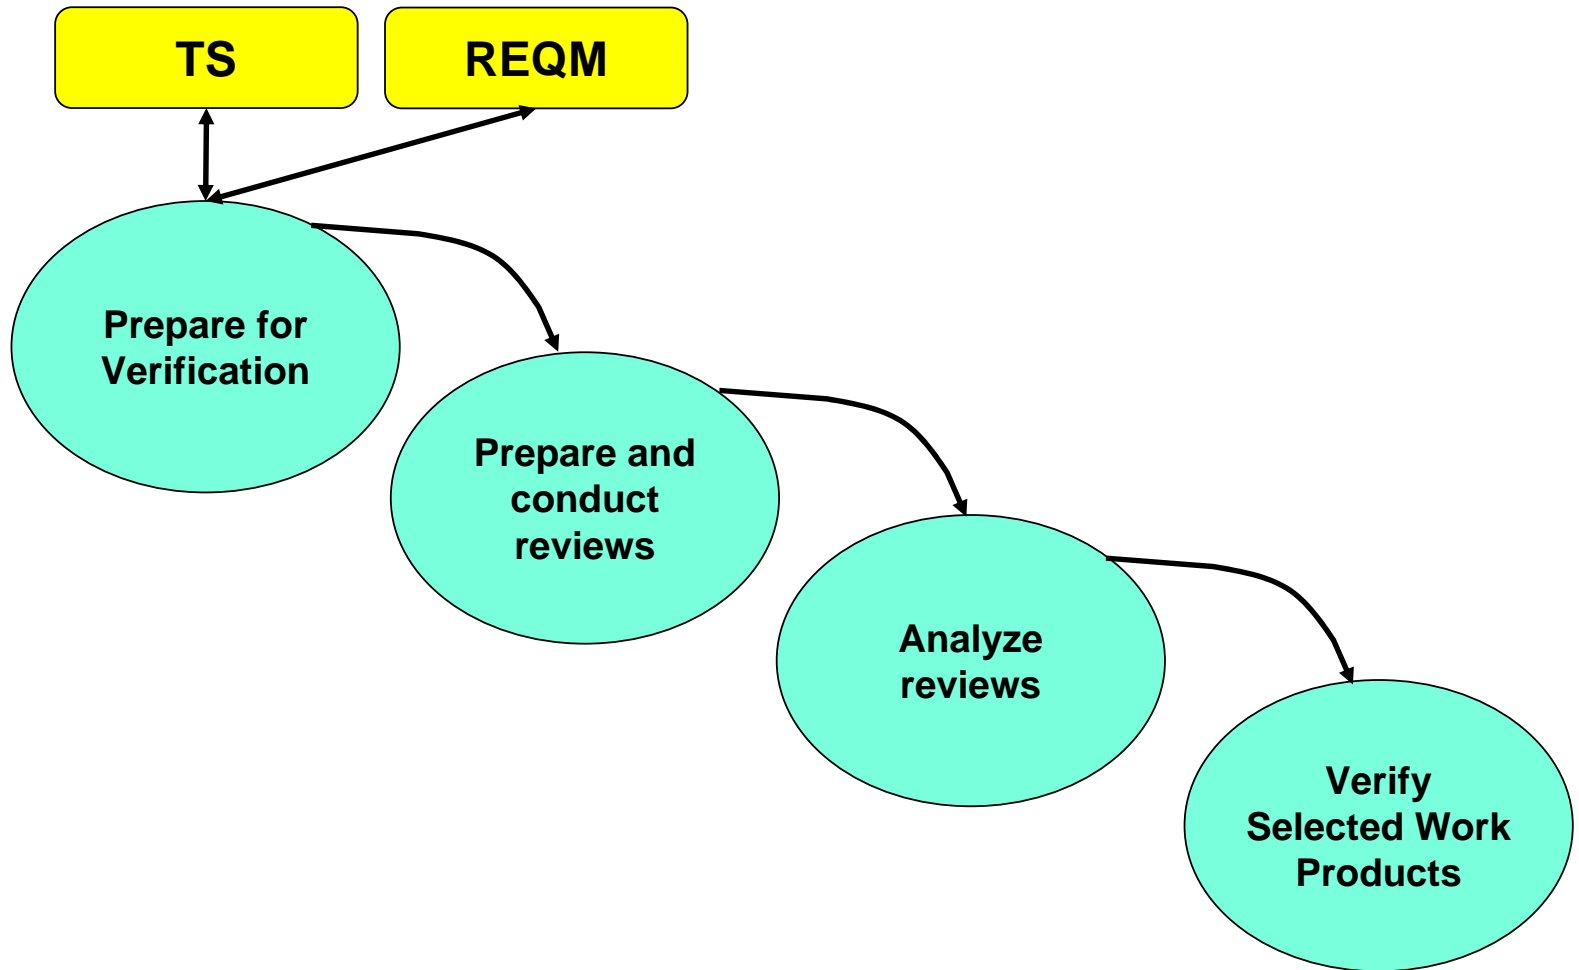 TS
REQM
Prepare for
Verification
Prepare and
conduct
reviews
Analyze
reviews
Verify
Selected Work
Products